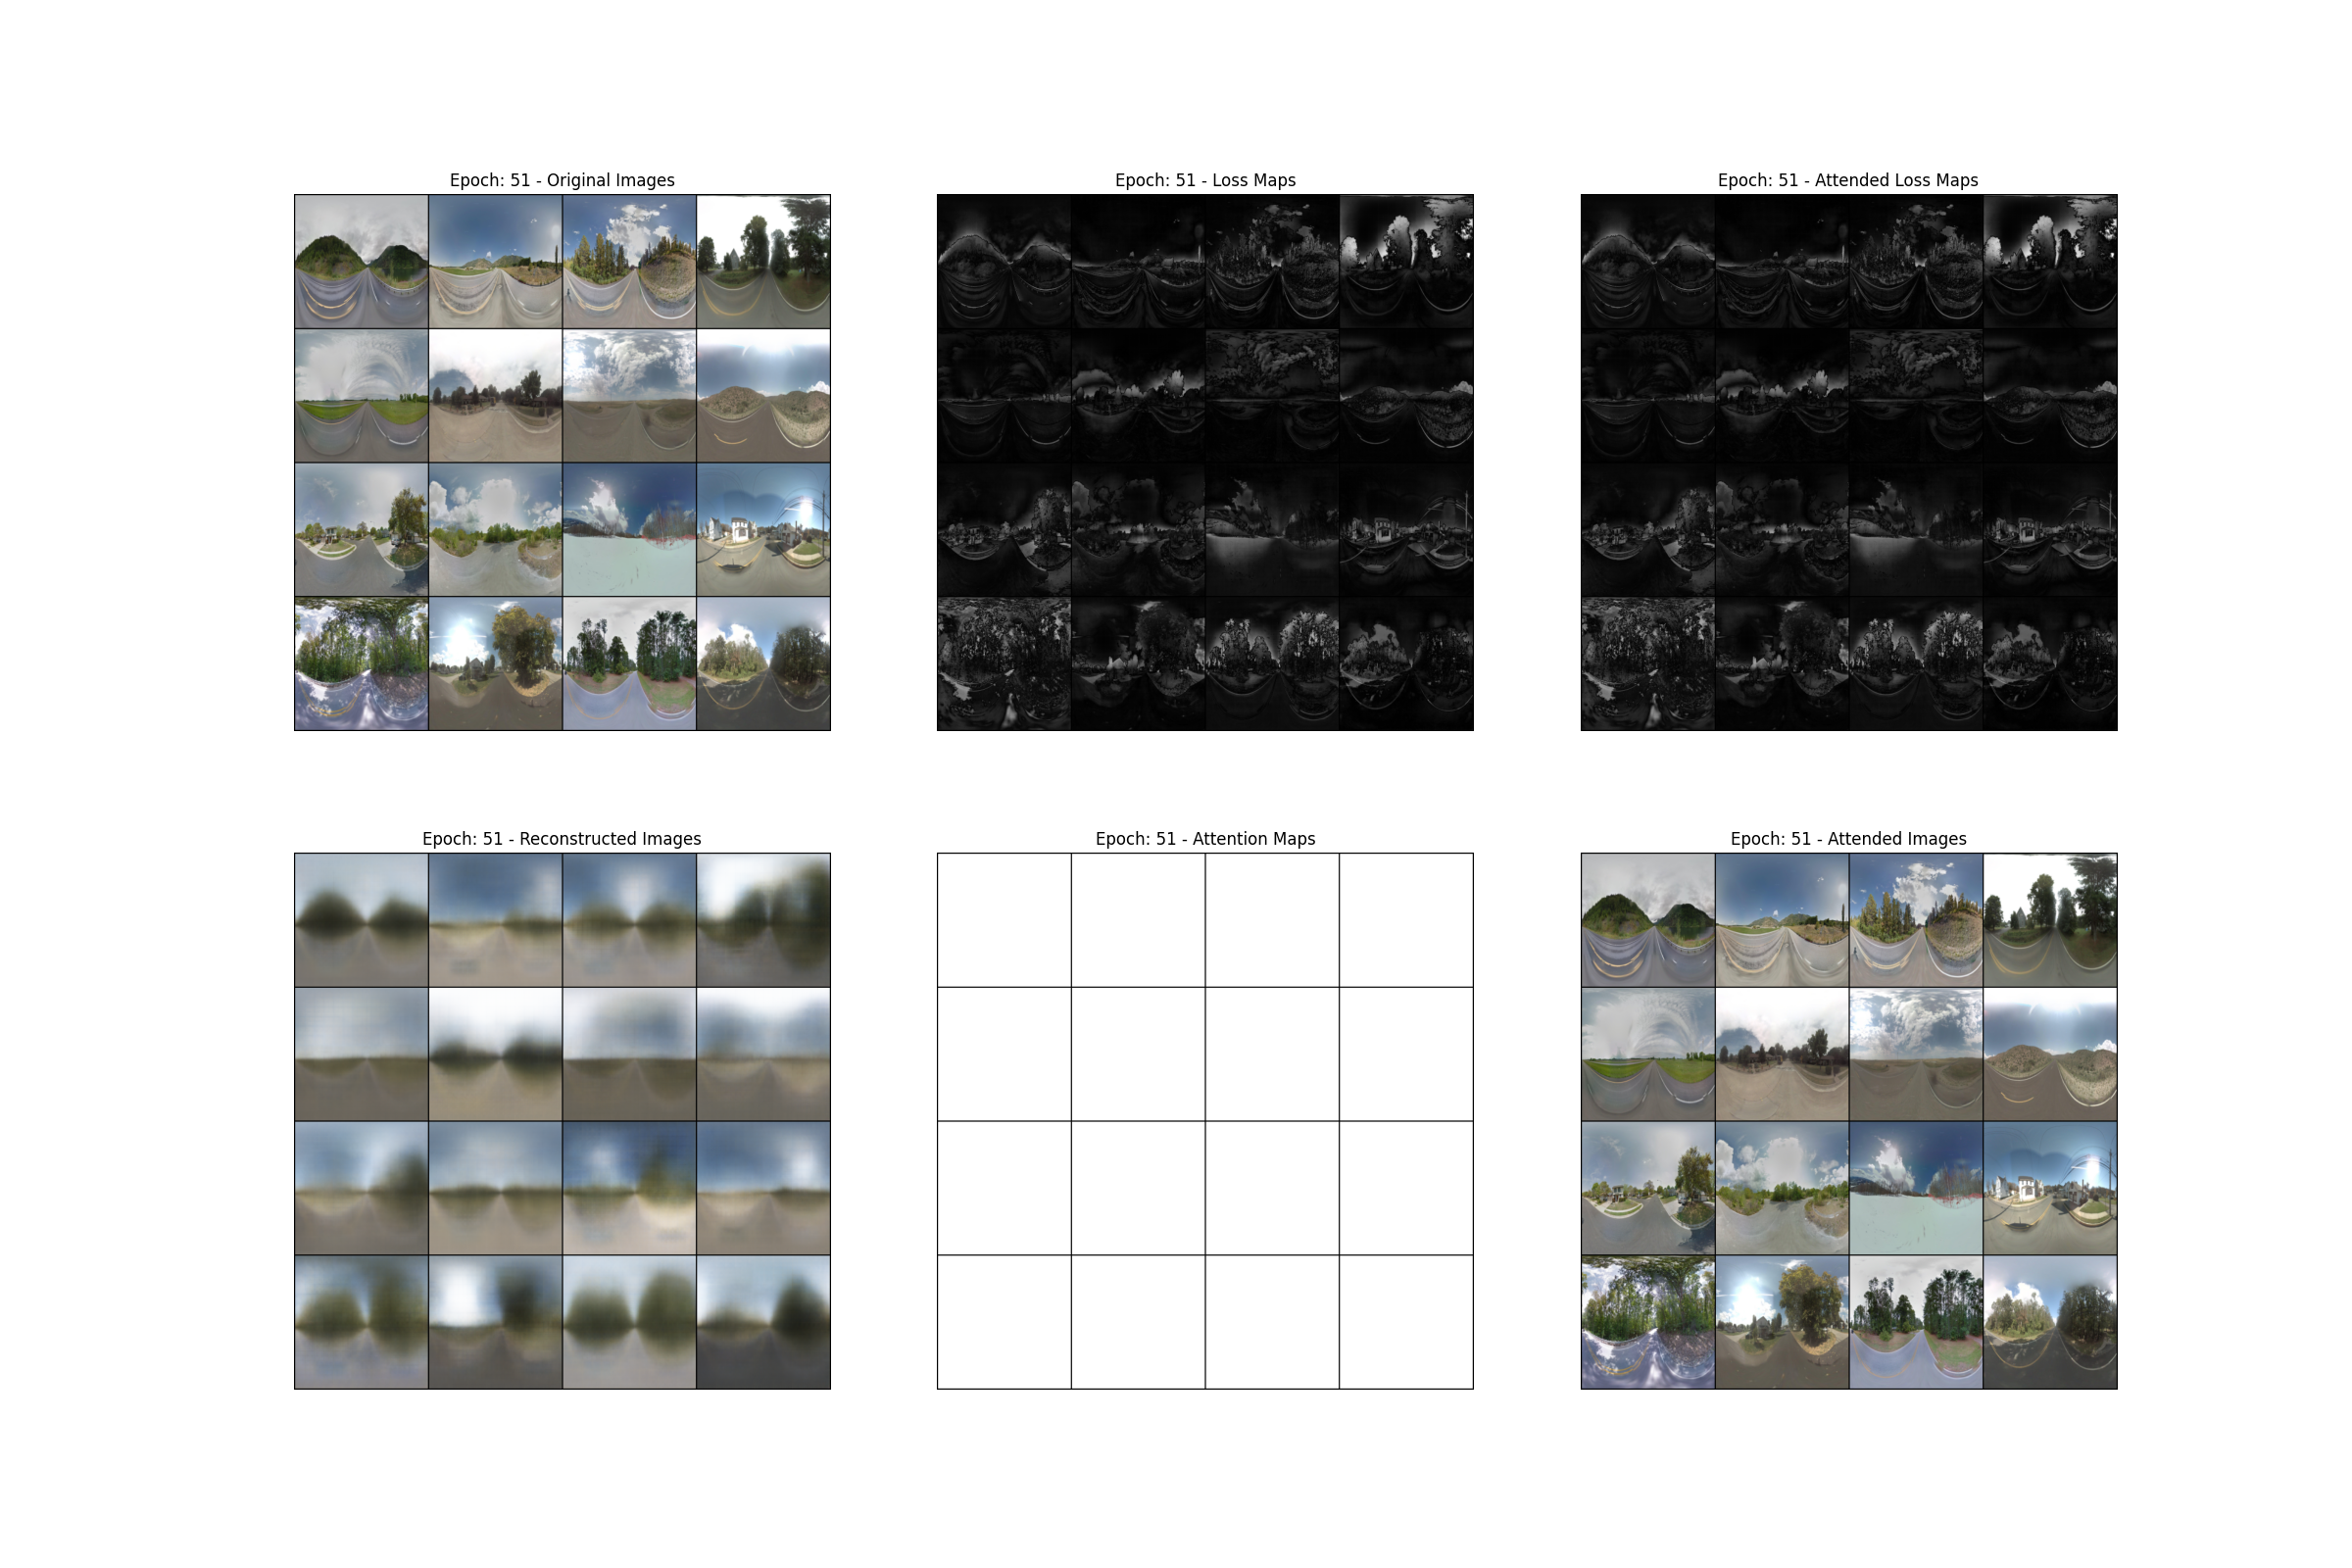 Epoch: 51 - Original Images
Epoch: 51 - Loss Maps
Epoch: 51 - Attended Loss Maps
Epoch: 51 - Reconstructed Images
Epoch: 51 - Attention Maps
Epoch: 51 - Attended Images